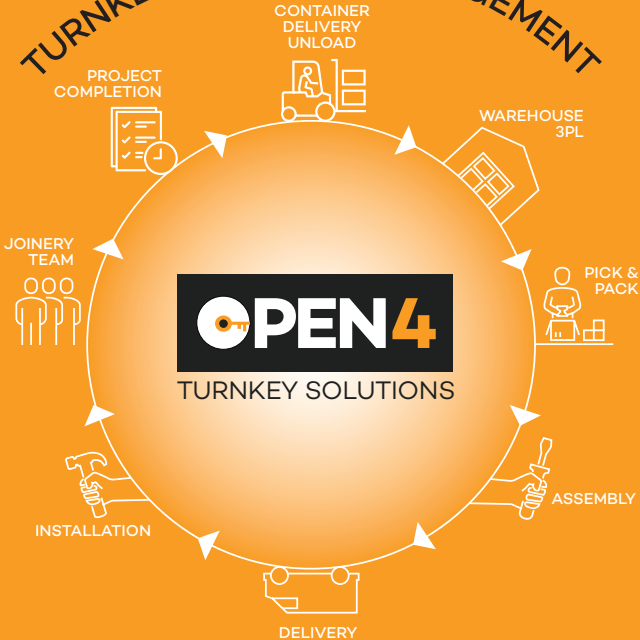 CONTAINER
DELIVERY
UNLOAD
WAREHOUSE
3PL
PICK &
PACK
ASSEMBLY
DELIVERY
INSTALLATION
JOINERY
TEAM
PROJECT
COMPLETION
OPEN4
TURNKEY SOLUTIONS